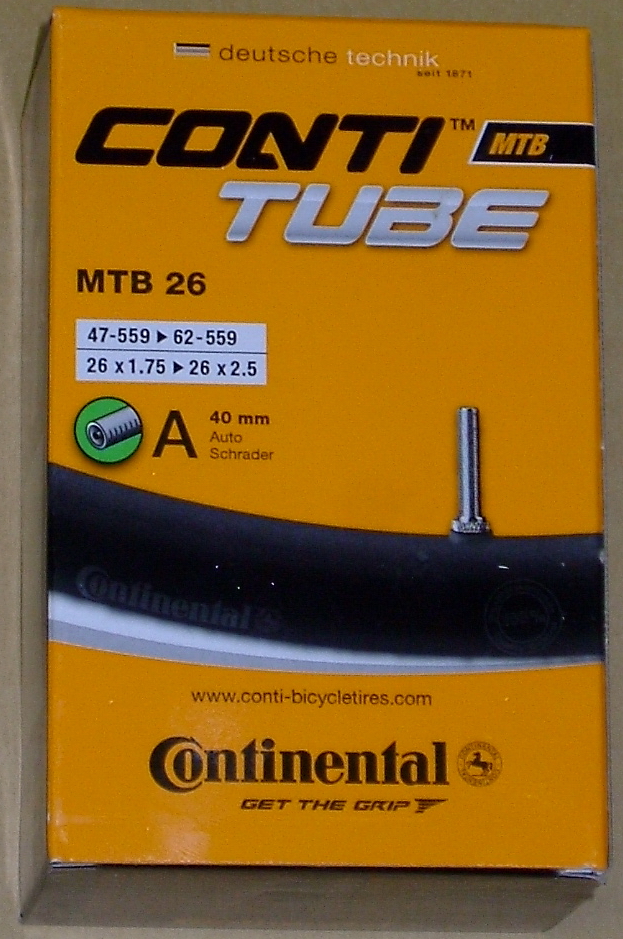 deutsche technik
seit 1871
CONTI™ MTB
TUBE
MTB 26
47-559 ▶ 62-559
26 x 1.75 ▶ 26 x 2.5
A 40 mm
Auto
Schrader
Continental
www.conti-bicycletires.com
Continental
GET THE GRIP